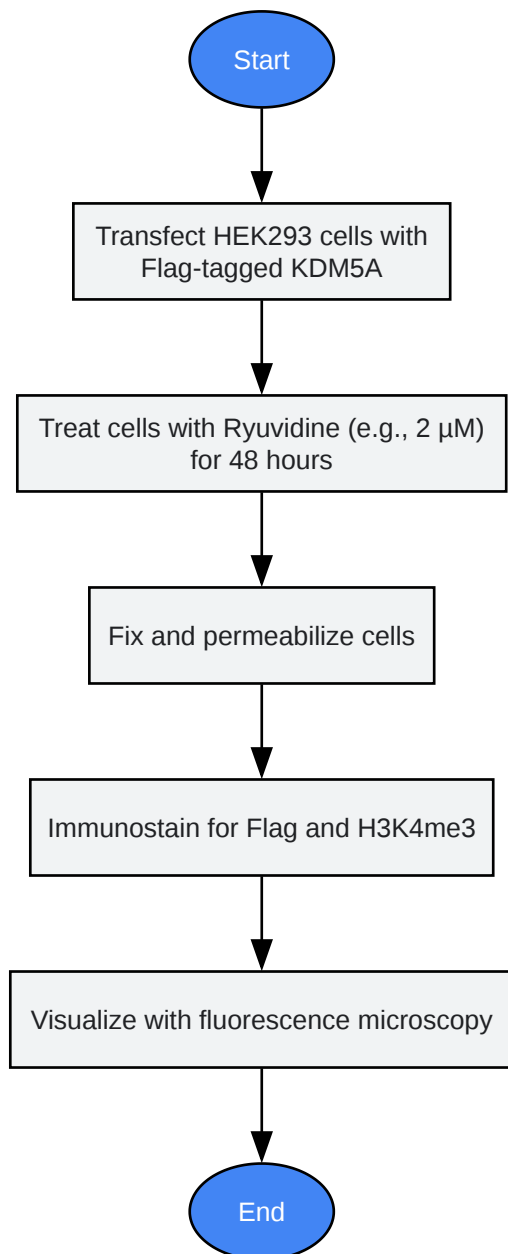 Start
Transfect HEK293 cells with
Flag-tagged KDM5A
Treat cells with Ryuvidine (e.g., 2 µM)
for 48 hours
Fix and permeabilize cells
Immunostain for Flag and H3K4me3
Visualize with fluorescence microscopy
End